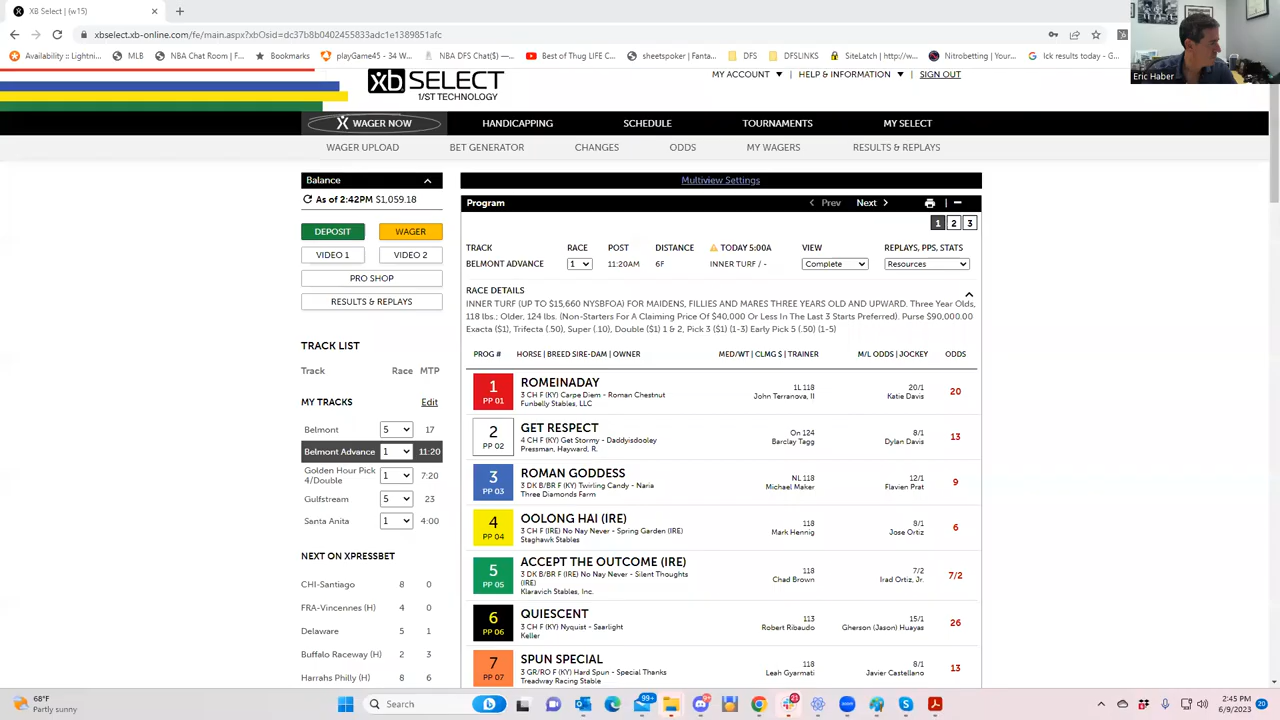 XB Select | (w15)
xbselect.xb-online.com/fe/main.aspx?xbOsid=dc37b8b0402455833adc1e1389851afc
Availability :: Lightni...
MLB
NBA Chat Room // F...
Bookmarks
playGame45 - 34 W...
NBA DFS Chat($) —...
Best of Thug LIFE C...
sheetspoker | Fanta...
DFS
DFSLINKS
SiteLatch | http://w...
Nitrobetting | Your...
lck results today - G...
Eric Haber
xb SELECT
1/ST TECHNOLOGY
MY ACCOUNT
HELP & INFORMATION
SIGN OUT
X WAGER NOW
HANDICAPPING
SCHEDULE
TOURNAMENTS
MY SELECT
WAGER UPLOAD
BET GENERATOR
CHANGES
ODDS
MY WAGERS
RESULTS & REPLAYS
Balance
As of 2:42PM $1,059.18
DEPOSIT
WAGER
VIDEO 1
VIDEO 2
PRO SHOP
RESULTS & REPLAYS
TRACK LIST
Track Race MTP
MY TRACKS Edit
Belmont 5 17
Belmont Advance 1 11:20
Golden Hour Pick
4/Double 1 7:20
Gulfstream 5 23
Santa Anita 1 4:00
NEXT ON XPRESSBET
CHI-Santiago 8 0
FRA-Vincennes (H) 4 0
Delaware 5 1
Buffalo Raceway (H) 2 3
Harrahs Philly (H) 8 6
Multiview Settings
Program
Prev
Next
1 2 3
TRACK RACE POST DISTANCE TODAY 5:00A VIEW REPLAYS, PPS, STATS
BELMONT ADVANCE 1 11:20AM 6F INNER TURF / - Complete Resources
RACE DETAILS
INNER TURF (UP TO $15,660 NYSBFOA) FOR MAIDENS, FILLIES AND MARES THREE YEARS OLD AND UPWARD. Three Year Olds,
118 lbs.; Older, 124 lbs. (Non-Starters For A Claiming Price Of $40,000 Or Less In The Last 3 Starts Preferred). Purse $90,000.00
Exacta ($1), Trifecta (.50), Super (.10), Double ($1) 1 & 2, Pick 3 ($1) (1-3) Early Pick 5 (.50) (1-5)
PROG # HORSE | BREED SIRE-DAM | OWNER MED/WT | CLMG $ | TRAINER M/L ODDS | JOCKEY ODDS
1
PP 01
ROMEINADAY
3 CH F (KY) Carpe Diem - Roman Chestnut
Funbelly Stables, LLC
1L 118
John Terranova, II
20/1
Katie Davis
20
2
PP 02
GET RESPECT
4 CH F (KY) Get Stormy - Daddyisdooley
Pressman, Hayward, R.
On 124
Barclay Tagg
8/1
Dylan Davis
13
3
PP 03
ROMAN GODDESS
3 DK B/BR F (KY) Twirling Candy - Naria
Three Diamonds Farm
NL 118
Michael Maker
12/1
Flavien Prat
9
4
PP 04
OOLONG HAI (IRE)
3 CH F (IRE) No Nay Never - Spring Garden (IRE)
Staghawk Stables
118
Mark Hennig
8/1
Jose Ortiz
6
5
PP 05
ACCEPT THE OUTCOME (IRE)
3 DK B/BR F (IRE) No Nay Never - Silent Thoughts
(IRE)
Klaravich Stables, Inc.
118
Chad Brown
7/2
Irad Ortiz, Jr.
7/2
6
PP 06
QUIESCENT
3 CH F (KY) Nyquist - Saarlight
Keller
113
Robert Ribaudo
15/1
Gherson (Jason) Huayas
26
7
PP 07
SPUN SPECIAL
3 GR/RO F (KY) Hard Spun - Special Thanks
Treadway Racing Stable
118
Leah Gyarmati
8/1
Javier Castellano
13
68°F
Partly sunny
Search
99+
21
2:45 PM
6/9/2023
20